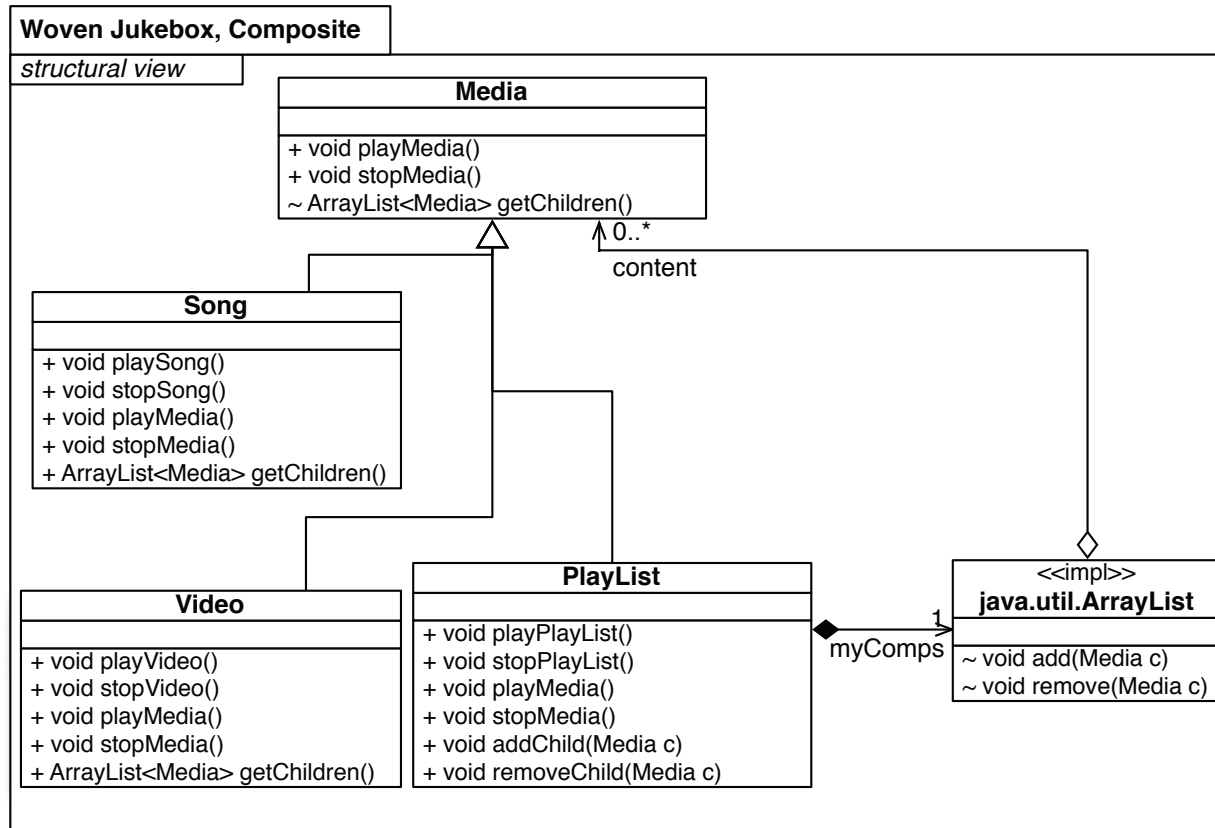 Woven Jukebox, Composite
structural view
Media
+ void playMedia()
+ void stopMedia()
~ ArrayList<Media> getChildren()
0..*
content
Song
+ void playSong()
+ void stopSong()
+ void playMedia()
+ void stopMedia()
+ ArrayList<Media> getChildren()
Video
+ void playVideo()
+ void stopVideo()
+ void playMedia()
+ void stopMedia()
+ ArrayList<Media> getChildren()
PlayList
+ void playPlayList()
+ void stopPlayList()
+ void playMedia()
+ void stopMedia()
+ void addChild(Media c)
+ void removeChild(Media c)
1
myComps
<<impl>>
java.util.ArrayList
~ void add(Media c)
~ void remove(Media c)